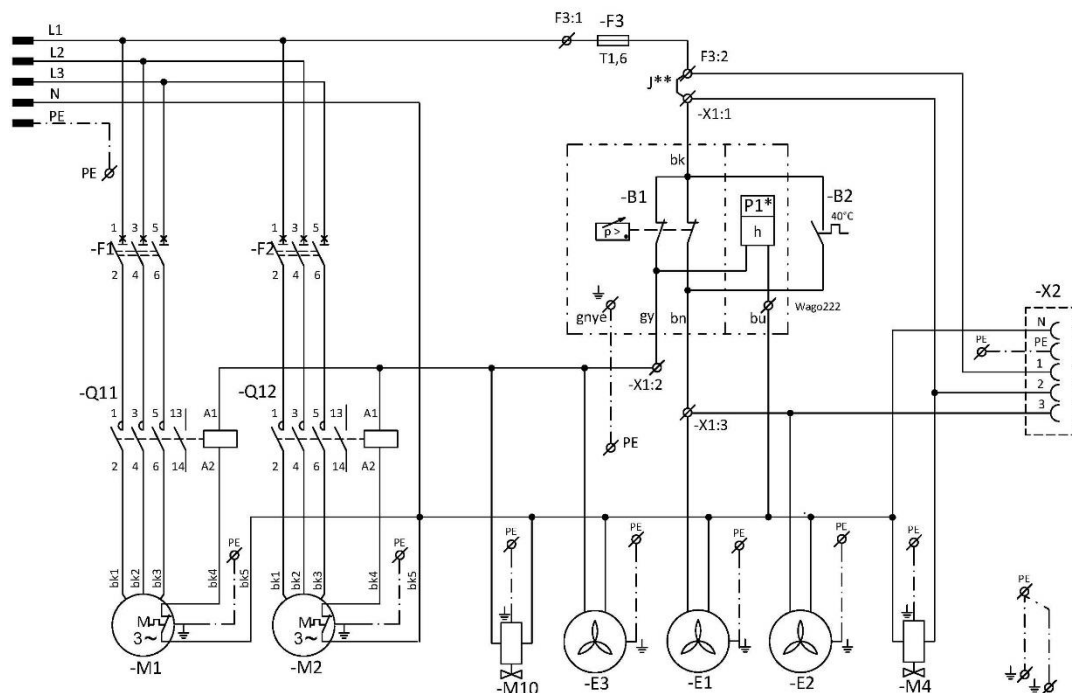 L1
L2
L3
N
PE
PE
F3:1
-F3
T1,6
F3:2
J**
-X1:1
bk
-B1
p>
P1*
h
-B2
40°C
Wago222
gnye
gy
bn
bu
PE
-X1:2
-X1:3
-X2
N
PE
PE
1
2
3
-F1
1 3 5
2 4 6
-F2
1 3 5
2 4 6
-Q11
1 3 5 13 A1
2 4 6 14 A2
-Q12
1 3 5 13 A1
2 4 6 14 A2
bk1
bk2
bk3
bk4
bk5
PE
M
3~
-M1
bk1
bk2
bk3
bk4
bk5
PE
M
3~
-M2
PE
-M10
PE
-E3
PE
-E1
PE
-E2
PE
-M4
PE